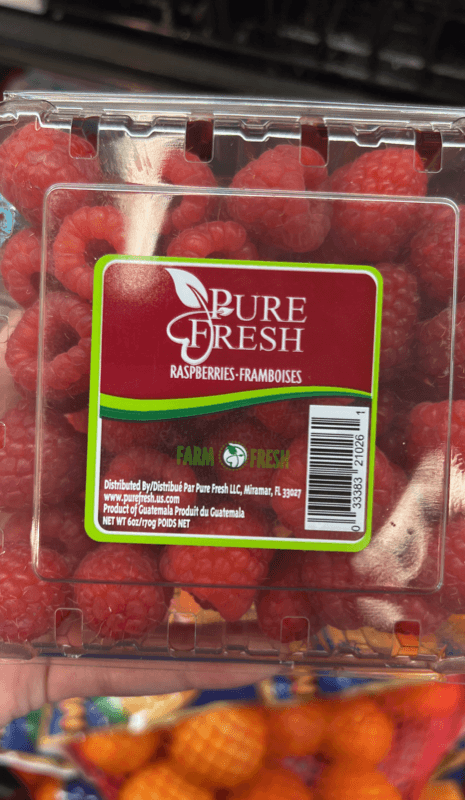 PURE
FRESH
RASPBERRIES-FRAMBOISES
FARM FRESH
Distributed By/Distribué Par Pure Fresh LLC, Miramar, FL 33027
www.purefresh.us.com
Product of Guatemala Produit du Guatemala
NET WT 6oz/170g POIDS NET
0 33383 21026 1